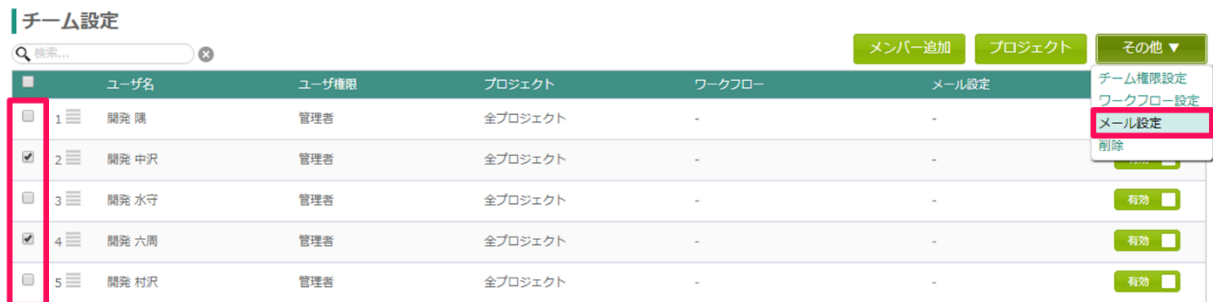 チーム設定
検索...
メンバー追加 プロジェクト その他 ▼
ユーザ名 ユーザ権限 プロジェクト ワークフロー メール設定
チーム権限設定
ワークフロー設定
メール設定
削除
1 開発 隅 管理者 全プロジェクト - -
2 開発 中沢 管理者 全プロジェクト - -
3 開発 水守 管理者 全プロジェクト - - 有効
4 開発 六周 管理者 全プロジェクト - - 有効
5 開発 村沢 管理者 全プロジェクト - - 有効